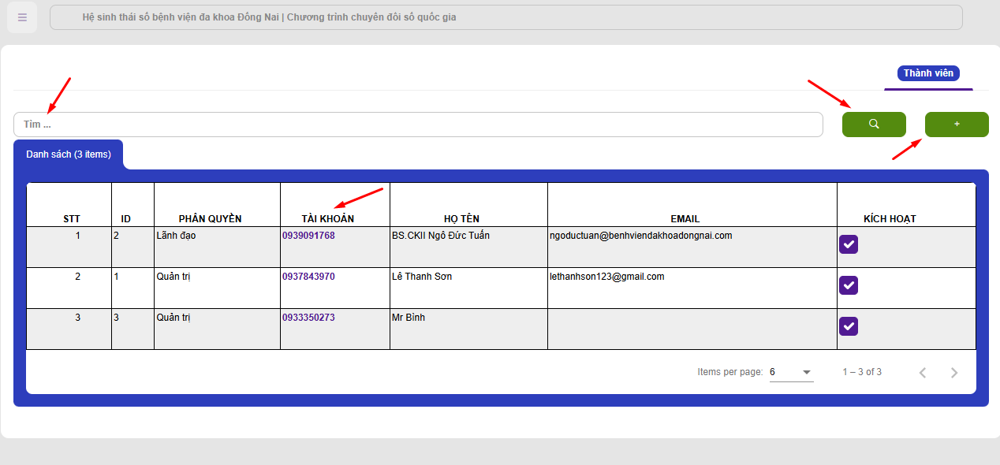 Hệ sinh thái số bệnh viện đa khoa Đồng Nai | Chương trình chuyển đổi số quốc gia
Thành viên
Tìm ...
+
Danh sách (3 items)
STT ID PHÂN QUYỀN TÀI KHOẢN HỌ TÊN EMAIL KÍCH HOẠT
1 2 Lãnh đạo 0939091768 BS.CKII Ngô Đức Tuấn ngoductuan@benhviendakhoadongnai.com
2 1 Quản trị 0937843970 Lê Thanh Sơn lethanhson123@gmail.com
3 3 Quản trị 0933350273 Mr Bình
Items per page: 6 1 – 3 of 3